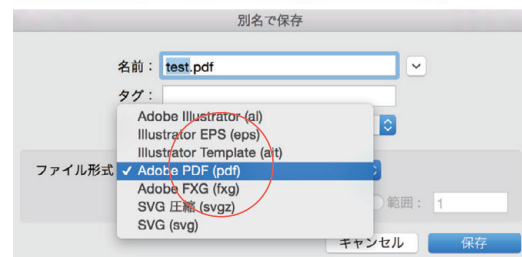 別名で保存
名前：test.pdf
タグ：
Adobe Illustrator (ai)
Illustrator EPS (eps)
Illustrator Template (ait)
ファイル形式 ✓ Adobe PDF (pdf)
Adobe FXG (fxg)
範囲： 1
SVG 圧縮 (svgz)
SVG (svg)
キャンセル 保存